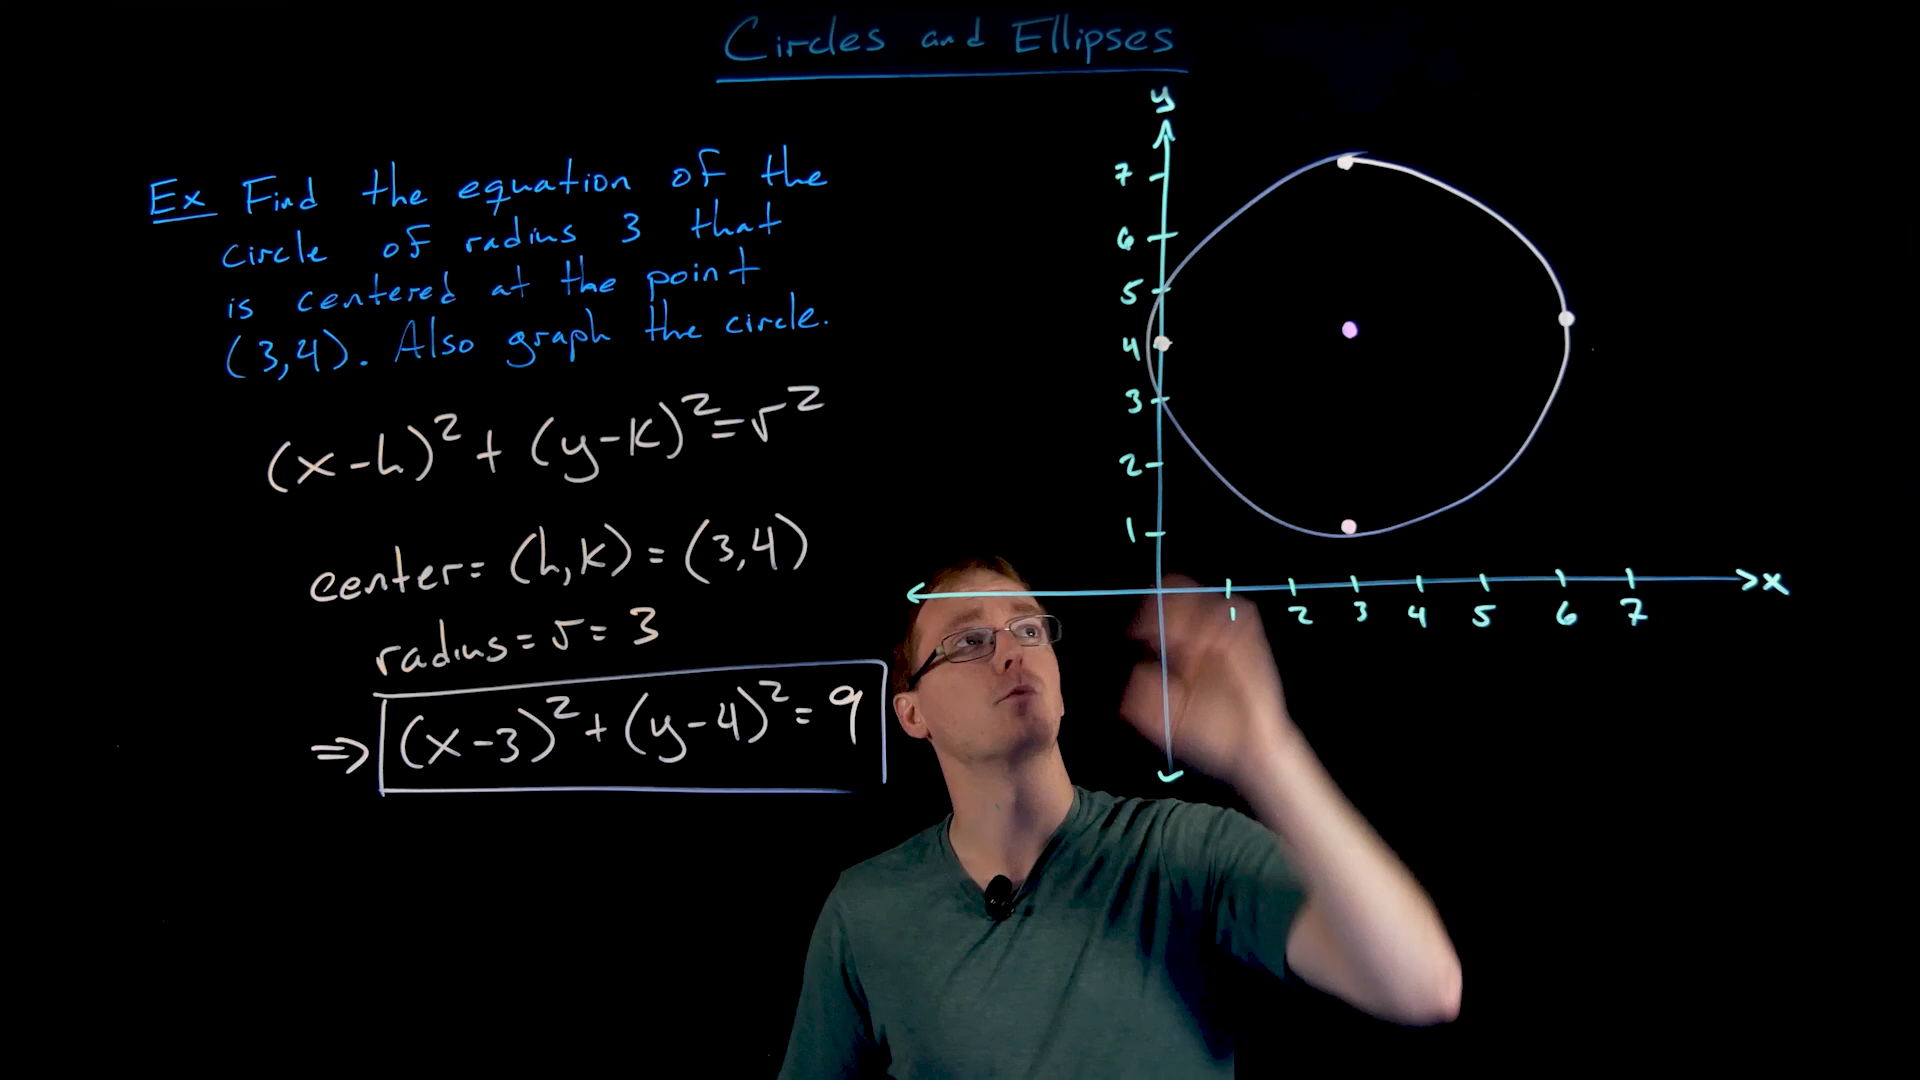 Circles and Ellipses
Ex Find the equation of the
circle of radius 3 that
is centered at the point
(3,4). Also graph the circle.
(x-h)² + (y-k)² = r²
center = (h,k) = (3,4)
radius = r = 3
⇒ (x-3)² + (y-4)² = 9
y
7
6
5
4
3
2
1
x
1 2 3 4 5 6 7